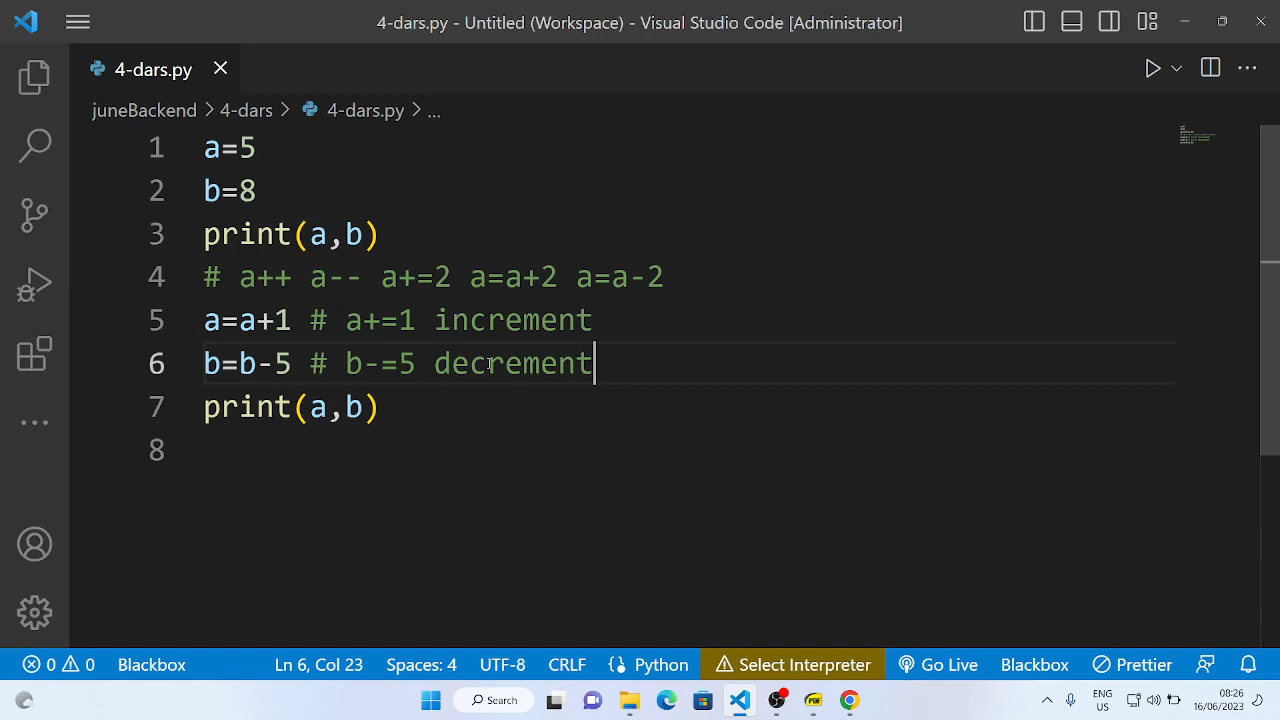 4-dars.py - Untitled (Workspace) - Visual Studio Code [Administrator]
4-dars.py
juneBackend > 4-dars > 4-dars.py > ...
1 a=5
2 b=8
3 print(a,b)
4 # a++ a-- a+=2 a=a+2 a=a-2
5 a=a+1 # a+=1 increment
6 b=b-5 # b-=5 decrement
7 print(a,b)
8
0 0 Blackbox Ln 6, Col 23 Spaces: 4 UTF-8 CRLF Python Select Interpreter Go Live Blackbox Prettier
Search PDF ENG 08:26
US 16/06/2023